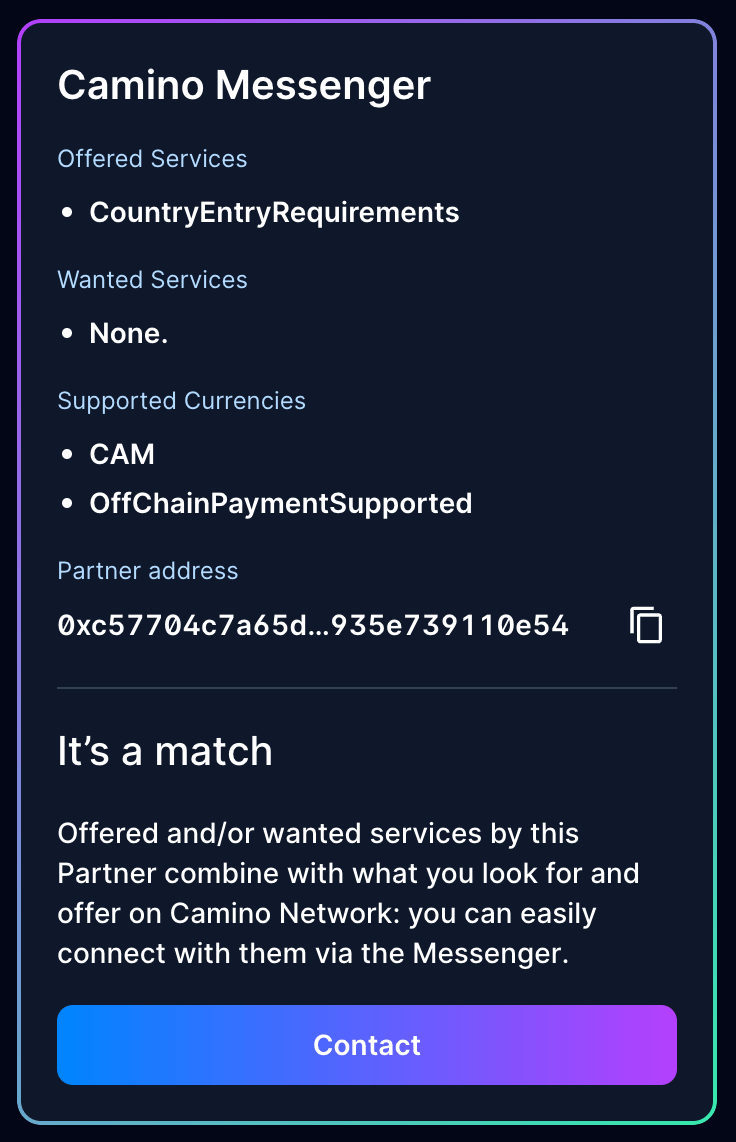 Camino Messenger
Offered Services
• CountryEntryRequirements
Wanted Services
• None.
Supported Currencies
• CAM
• OffChainPaymentSupported
Partner address
0xc57704c7a65d...935e739110e54
It’s a match
Offered and/or wanted services by this
Partner combine with what you look for and
offer on Camino Network: you can easily
connect with them via the Messenger.
Contact